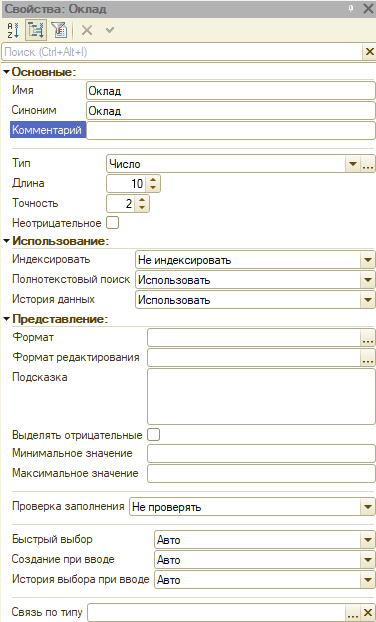 Свойства: Оклад
Поиск (Ctrl+Alt+I)
Основные:
Имя Оклад
Синоним Оклад
Комментарий
Тип Число
Длина 10
Точность 2
Неотрицательное
Использование:
Индексировать Не индексировать
Полнотекстовый поиск Использовать
История данных Использовать
Представление:
Формат
Формат редактирования
Подсказка
Выделять отрицательные
Минимальное значение
Максимальное значение
Проверка заполнения Не проверять
Быстрый выбор Авто
Создание при вводе Авто
История выбора при вводе Авто
Связь по типу